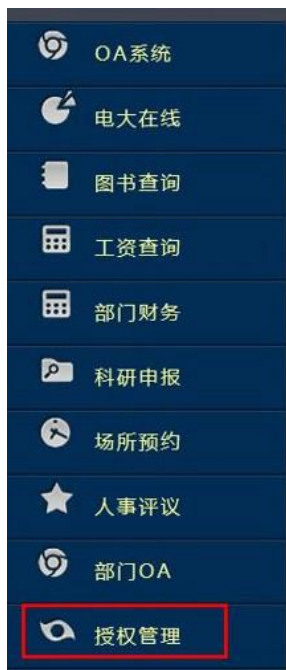 OA系统
电大在线
图书查询
工资查询
部门财务
科研申报
场所预约
人事评议
部门OA
授权管理